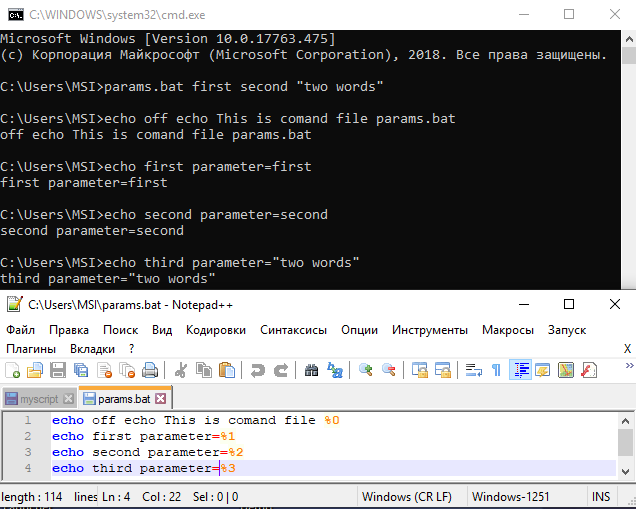 C:\WINDOWS\system32\cmd.exe
Microsoft Windows [Version 10.0.17763.475]
(c) Корпорация Майкрософт (Microsoft Corporation), 2018. Все права защищены.
C:\Users\MSI>params.bat first second "two words"
C:\Users\MSI>echo off echo This is comand file params.bat
off echo This is comand file params.bat
C:\Users\MSI>echo first parameter=first
first parameter=first
C:\Users\MSI>echo second parameter=second
second parameter=second
C:\Users\MSI>echo third parameter="two words"
third parameter="two words"
C:\Users\MSI\params.bat - Notepad++
Файл Правка Поиск Вид Кодировки Синтаксисы Опции Инструменты Макросы Запуск
Плагины Вкладки ? X
myscript params.bat
1 echo off echo This is comand file %0
2 echo first parameter=%1
3 echo second parameter=%2
4 echo third parameter=%3
length : 114 lines Ln : 4 Col : 22 Sel : 0 | 0 Windows (CR LF) Windows-1251 INS